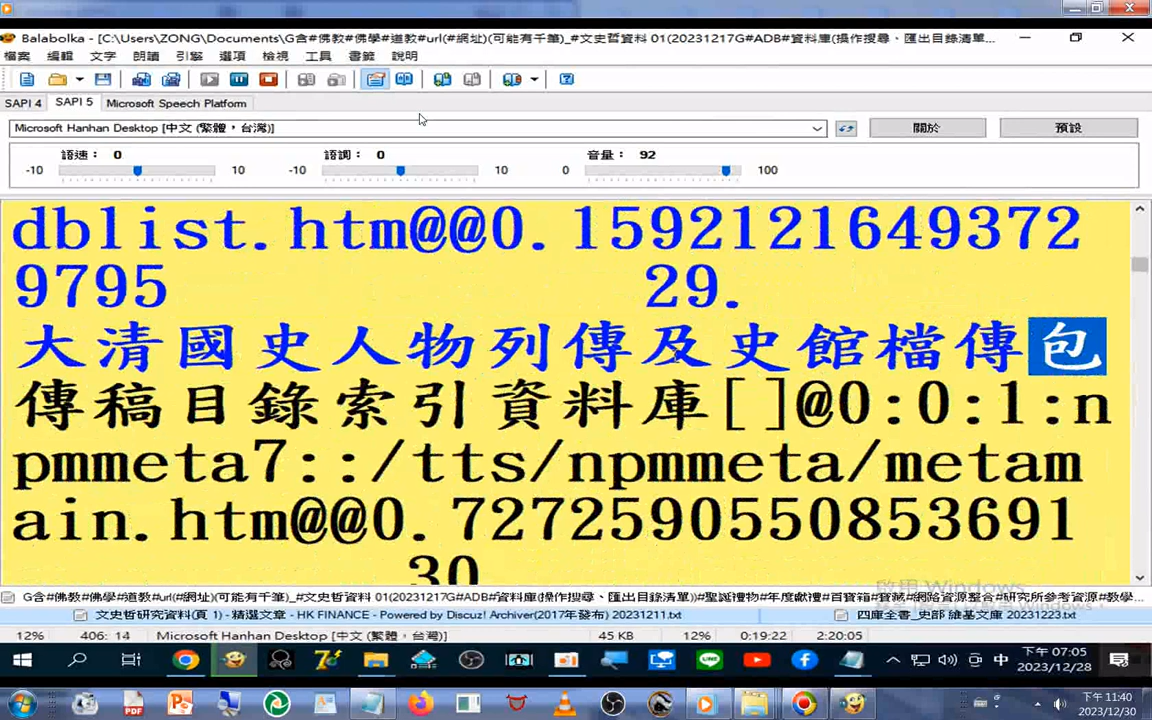 Balabolka - [C:\Users\ZONG\Documents\G含#佛教#佛學#道教#url(#網址)(可能有千筆)_#文史哲資料 01(20231217G#ADB#資料庫(操作搜尋、匯出目錄清單...
檔案 編輯 文字 朗讀 引擎 選項 檢視 工具 書籤 說明
SAPI 4 SAPI 5 Microsoft Speech Platform
Microsoft Hanhan Desktop [中文 (繁體，台灣)] 關於 預設
語速： 0 語調： 0 音量： 92
-10 10 -10 10 0 100
dblist.htm@@0.1592121649372
9795 29.
大清國史人物列傳及史館檔傳包
傳稿目錄索引資料庫[]@0:0:1:n
pmmeta7::/tts/npmmeta/metam
ain.htm@@0.7272590550853691
30
啟用 Windows
G含#佛教#佛學#道教#url(#網址)(可能有千筆)_#文史哲資料 01(20231217G#ADB#資料庫(操作搜尋、匯出目錄清單))#聖誕禮物#年度獻禮#百寶箱#寶藏#網路資源整合#研究所參考資源#教學...
文史哲研究資料(頁 1) - 精選文章 - HK FINANCE - Powered by Discuz! Archiver(2017年發布) 20231211.txt 四庫全書_史部 維基文庫 20231223.txt
12% 406: 14 Microsoft Hanhan Desktop [中文 (繁體，台灣)] 45 KB 12% 0:19:22 2:20:05
中 下午 07:05
2023/12/28
下午 11:40
2023/12/30